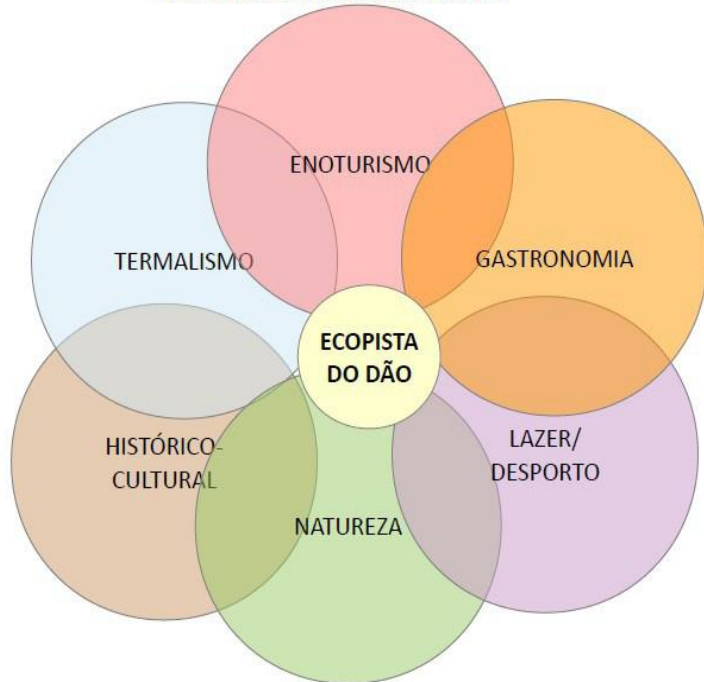 ENOTURISMO
TERMALISMO
GASTRONOMIA
ECOPISTA
DO DÃO
HISTÓRICO-
CULTURAL
LAZER/
DESPORTO
NATUREZA